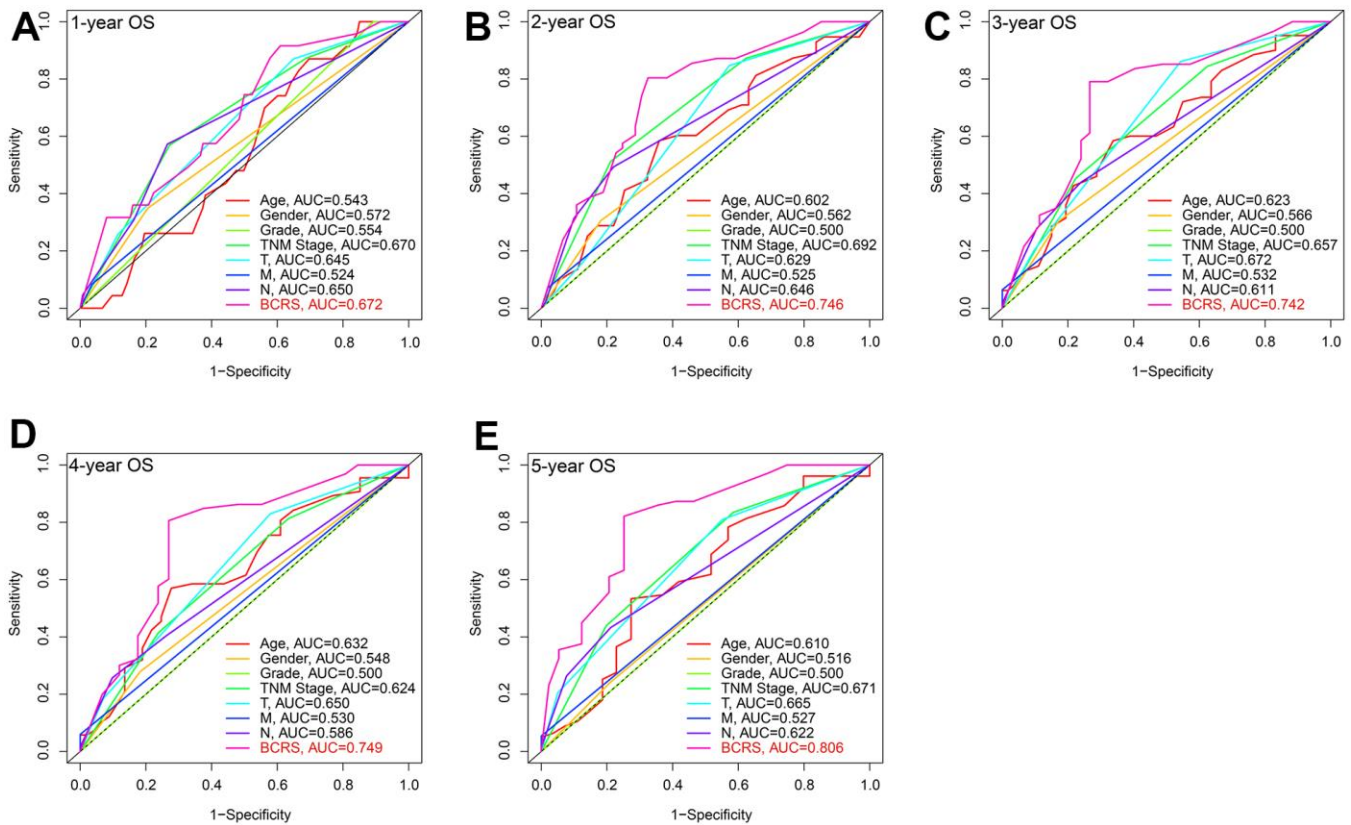 A
1-year OS
1.0
0.8
0.6
0.4
0.2
0.0
Sensitivity
Age, AUC=0.543
Gender, AUC=0.572
Grade, AUC=0.554
TNM Stage, AUC=0.670
T, AUC=0.645
M, AUC=0.524
N, AUC=0.650
BCRS, AUC=0.672
0.0 0.2 0.4 0.6 0.8 1.0
1−Specificity
B
2-year OS
1.0
0.8
0.6
0.4
0.2
0.0
Sensitivity
Age, AUC=0.602
Gender, AUC=0.562
Grade, AUC=0.500
TNM Stage, AUC=0.692
T, AUC=0.629
M, AUC=0.525
N, AUC=0.646
BCRS, AUC=0.746
0.0 0.2 0.4 0.6 0.8 1.0
1−Specificity
C
3-year OS
1.0
0.8
0.6
0.4
0.2
0.0
Sensitivity
Age, AUC=0.623
Gender, AUC=0.566
Grade, AUC=0.500
TNM Stage, AUC=0.657
T, AUC=0.672
M, AUC=0.532
N, AUC=0.611
BCRS, AUC=0.742
0.0 0.2 0.4 0.6 0.8 1.0
1−Specificity
D
4-year OS
1.0
0.8
0.6
0.4
0.2
0.0
Sensitivity
Age, AUC=0.632
Gender, AUC=0.548
Grade, AUC=0.500
TNM Stage, AUC=0.624
T, AUC=0.650
M, AUC=0.530
N, AUC=0.586
BCRS, AUC=0.749
0.0 0.2 0.4 0.6 0.8 1.0
1−Specificity
E
5-year OS
1.0
0.8
0.6
0.4
0.2
0.0
Sensitivity
Age, AUC=0.610
Gender, AUC=0.516
Grade, AUC=0.500
TNM Stage, AUC=0.671
T, AUC=0.665
M, AUC=0.527
N, AUC=0.622
BCRS, AUC=0.806
0.0 0.2 0.4 0.6 0.8 1.0
1−Specificity